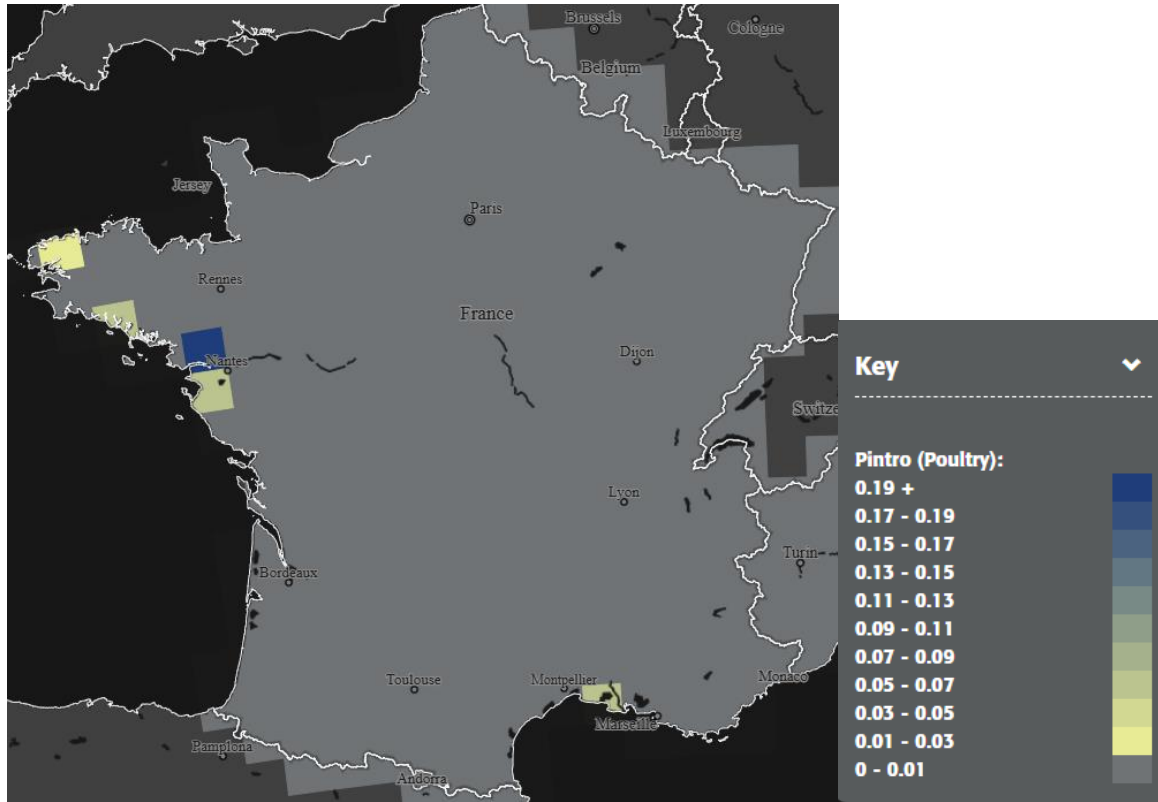 Brussels
Cologne
Belgium
Luxembourg
Jersey
Paris
Rennes
France
Nantes
Dijon
Switze
Lyon
Turin
Bordeaux
Toulouse
Montpellier
Monaco
Marseille
Pamplona
Andorra
Key
Pintro (Poultry):
0.19 +
0.17 - 0.19
0.15 - 0.17
0.13 - 0.15
0.11 - 0.13
0.09 - 0.11
0.07 - 0.09
0.05 - 0.07
0.03 - 0.05
0.01 - 0.03
0 - 0.01